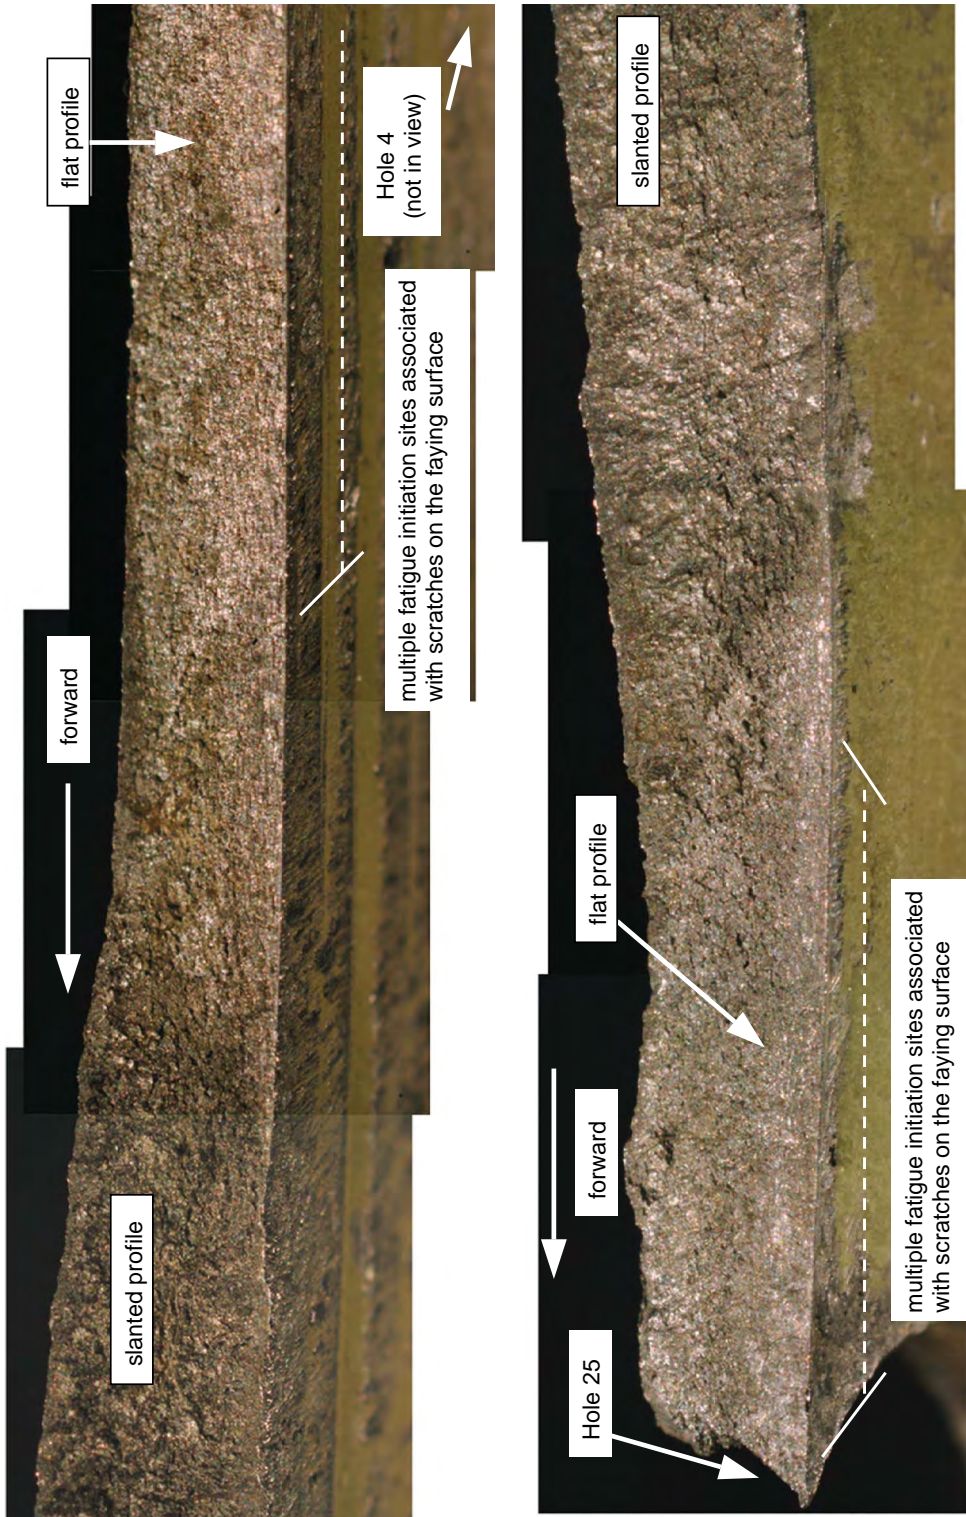 flat profile
Hole 4
(not in view)
multiple fatigue initiation sites associated
with scratches on the faying surface
forward
slanted profile
slanted profile
flat profile
multiple fatigue initiation sites associated
with scratches on the faying surface
forward
Hole 25